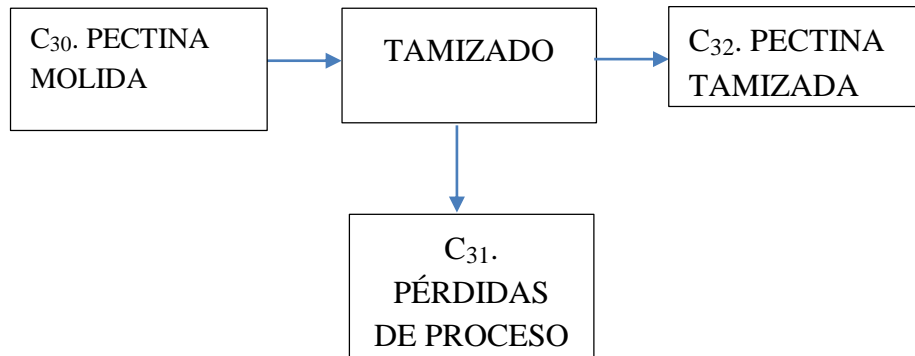 C₃₀. PECTINA
MOLIDA
TAMIZADO
C₃₂. PECTINA
TAMIZADA
C₃₁.
PÉRDIDAS
DE PROCESO